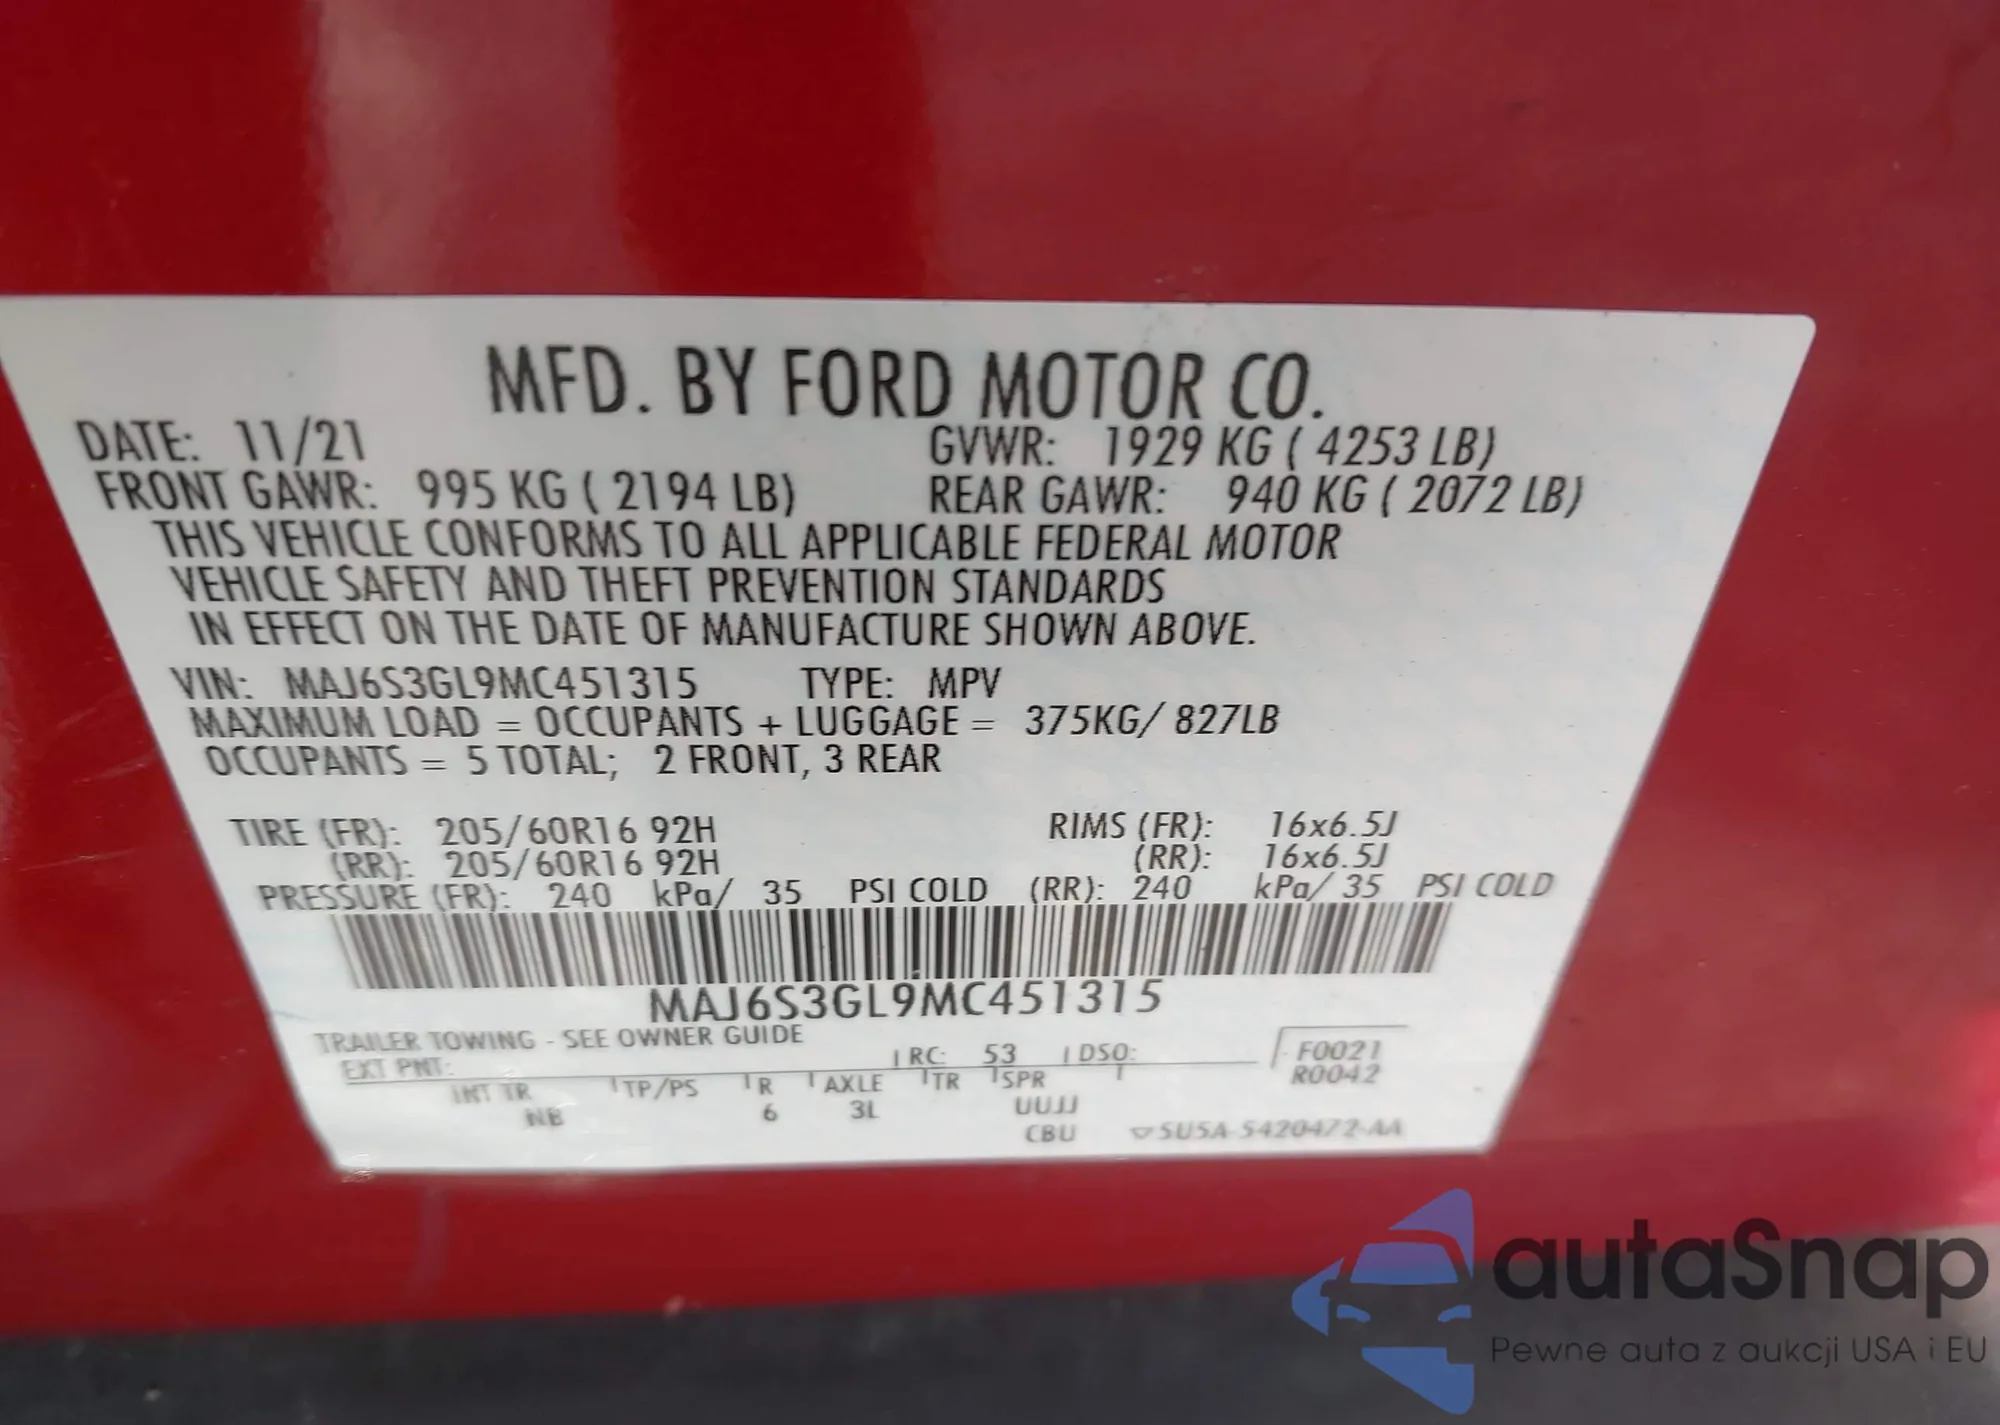 MFD. BY FORD MOTOR CO.
DATE: 11/21 GVWR: 1929 KG ( 4253 LB)
FRONT GAWR: 995 KG ( 2194 LB) REAR GAWR: 940 KG ( 2072 LB)
THIS VEHICLE CONFORMS TO ALL APPLICABLE FEDERAL MOTOR
VEHICLE SAFETY AND THEFT PREVENTION STANDARDS
IN EFFECT ON THE DATE OF MANUFACTURE SHOWN ABOVE.
VIN: MAJ6S3GL9MC451315 TYPE: MPV
MAXIMUM LOAD = OCCUPANTS + LUGGAGE = 375KG/ 827LB
OCCUPANTS = 5 TOTAL; 2 FRONT, 3 REAR
TIRE (FR): 205/60R16 92H RIMS (FR): 16x6.5J
(RR): 205/60R16 92H (RR): 16x6.5J
PRESSURE (FR): 240 kPa/ 35 PSI COLD (RR): 240 kPa/ 35 PSI COLD
MAJ6S3GL9MC451315
TRAILER TOWING - SEE OWNER GUIDE
EXT PNT: RC: 53 DSO: F0021
R0042
INT TR TP/PS R AXLE TR SPR
NB 6 3L UUJJ
CBU SU5A-5420472-AA
autaSnap
Pewne auta z aukcji USA i EU